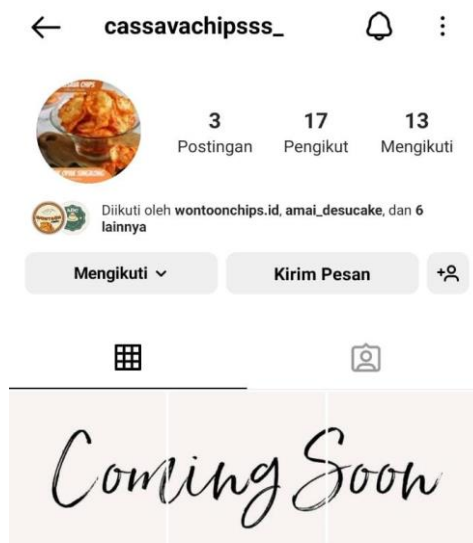 cassavachipsss_
3 17 13
Postingan Pengikut Mengikuti
Diikuti oleh wontoonchips.id, amai_desucake, dan 6
lainnya
Mengikuti Kirim Pesan
Coming Soon